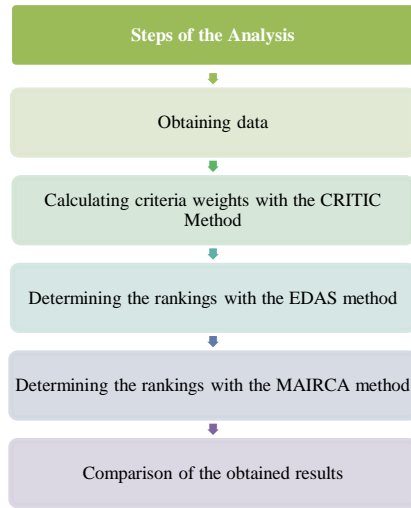 Steps of the Analysis
Obtaining data
Calculating criteria weights with the CRITIC
Method
Determining the rankings with the EDAS method
Determining the rankings with the MAIRCA method
Comparison of the obtained results